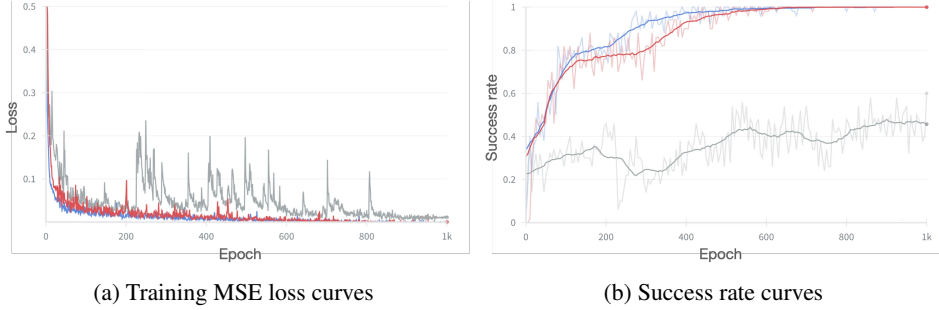 0.5
0.4
0.3
0.2
0.1
Loss
0
200
400
600
800
1k
Epoch
(a) Training MSE loss curves
1
0.8
0.6
0.4
0.2
0
Success rate
0
200
400
600
800
1k
Epoch
(b) Success rate curves